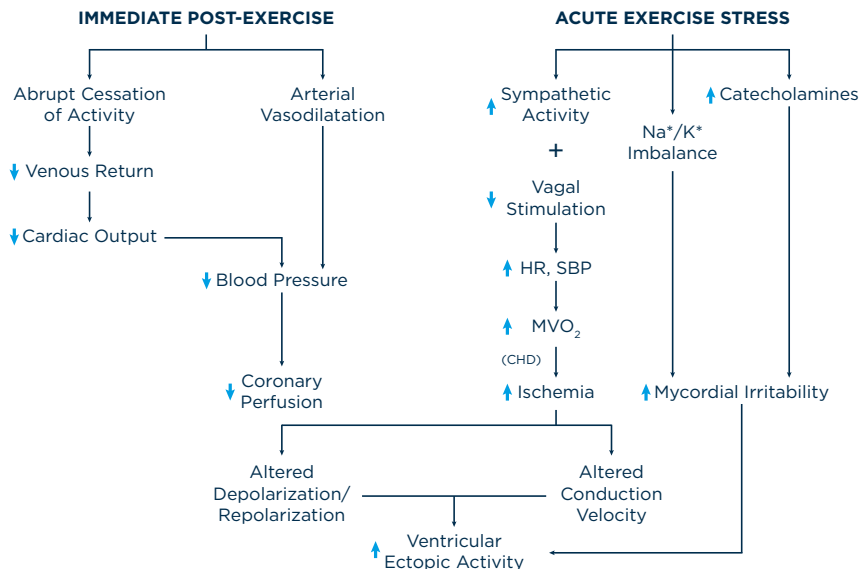 IMMEDIATE POST-EXERCISE
Abrupt Cessation
of Activity
Arterial
Vasodilatation
Venous Return
Cardiac Output
Blood Pressure
Coronary
Perfusion
ACUTE EXERCISE STRESS
Sympathetic
Activity
+
Vagal
Stimulation
HR, SBP
MVO₂
(CHD)
Ischemia
Na*/K*
Imbalance
Catecholamines
Mycordial Irritability
Altered
Depolarization/
Repolarization
Altered
Conduction
Velocity
Ventricular
Ectopic Activity